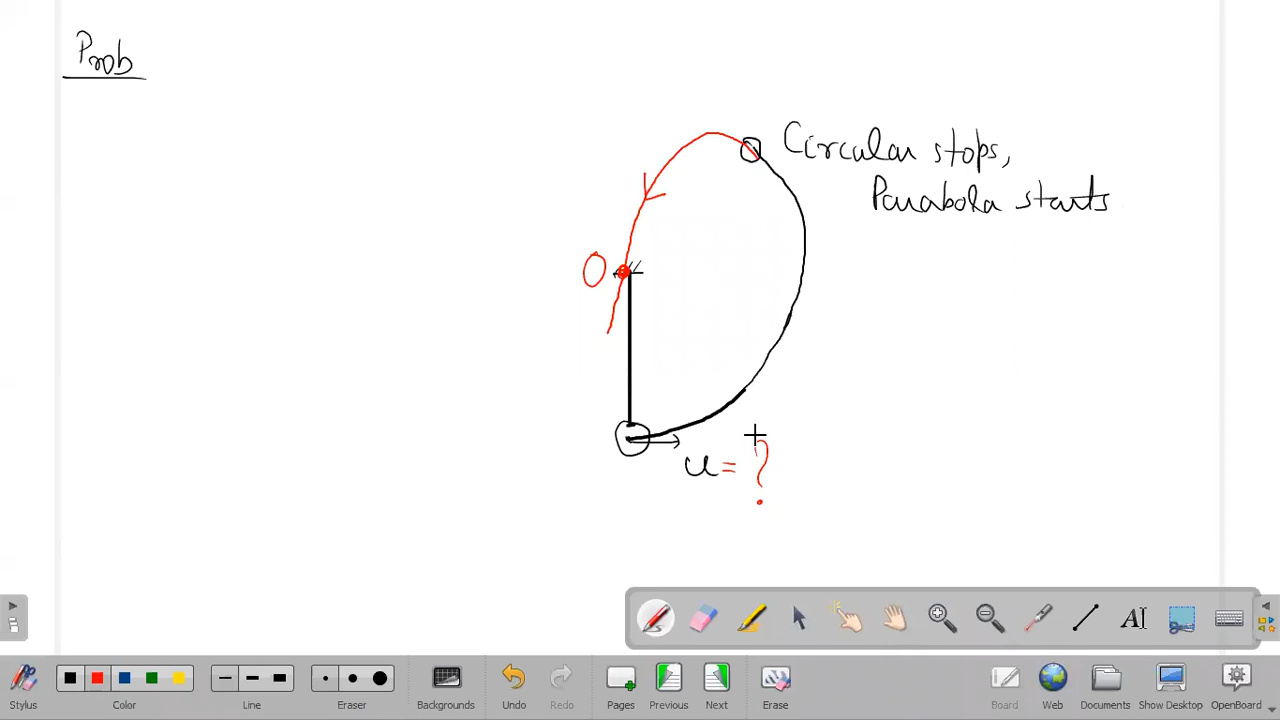 Prob
Circular stops,
Parabola starts
O
u = ?
AI
Stylus
Color
Line
Eraser
Backgrounds
Undo
Redo
Pages
Previous
Next
Erase
Board
Web
Documents
Show Desktop
OpenBoard